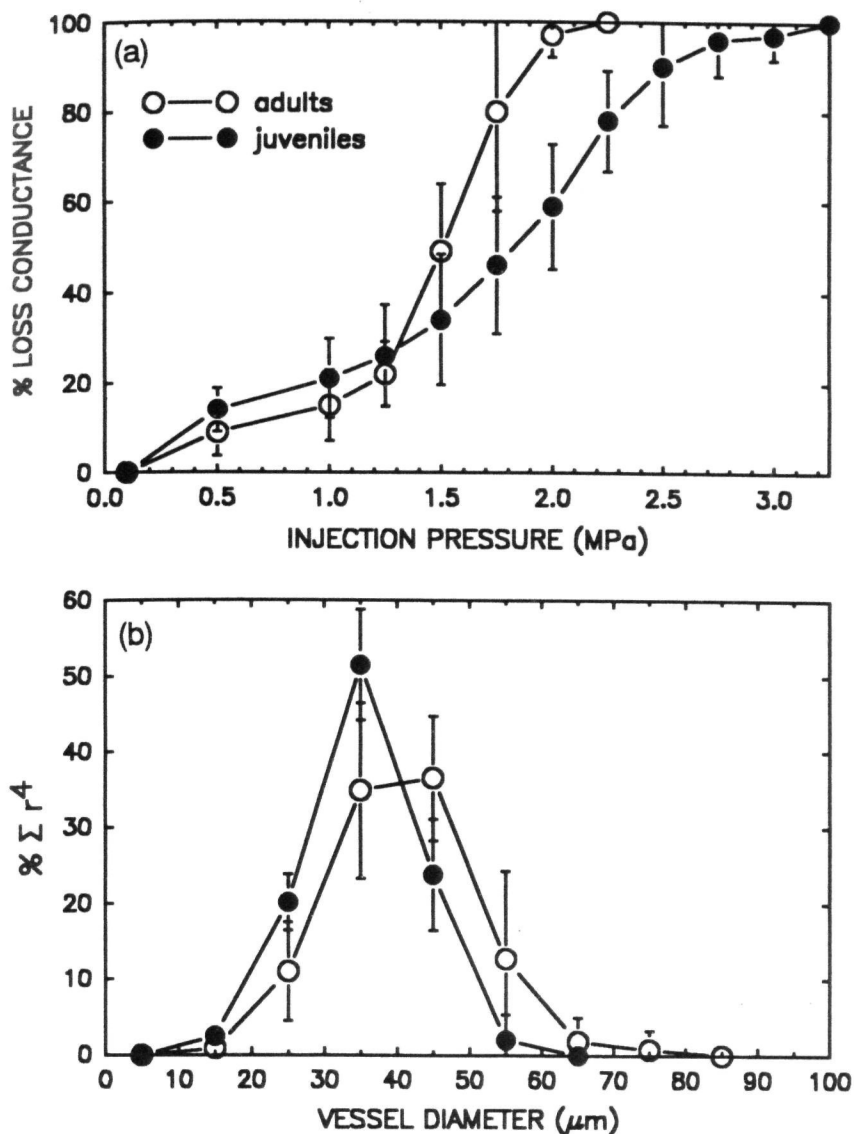 (a)
adults
juveniles
% LOSS CONDUCTANCE
100
80
60
40
20
0
0.0 0.5 1.0 1.5 2.0 2.5 3.0
INJECTION PRESSURE (MPa)
(b)
% Σ r⁴
60
50
40
30
20
10
0
0 10 20 30 40 50 60 70 80 90 100
VESSEL DIAMETER (μm)